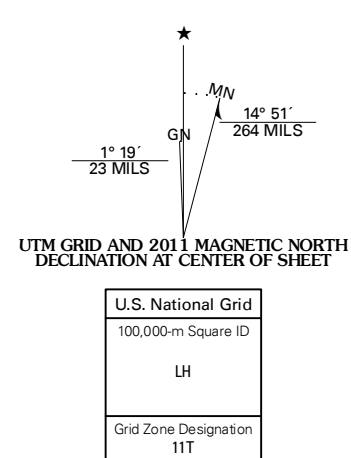 ★
MN
GN
14° 51´
264 MILS
1° 19´
23 MILS
UTM GRID AND 2011 MAGNETIC NORTH
DECLINATION AT CENTER OF SHEET
U.S. National Grid
100,000-m Square ID
LH
Grid Zone Designation
11T